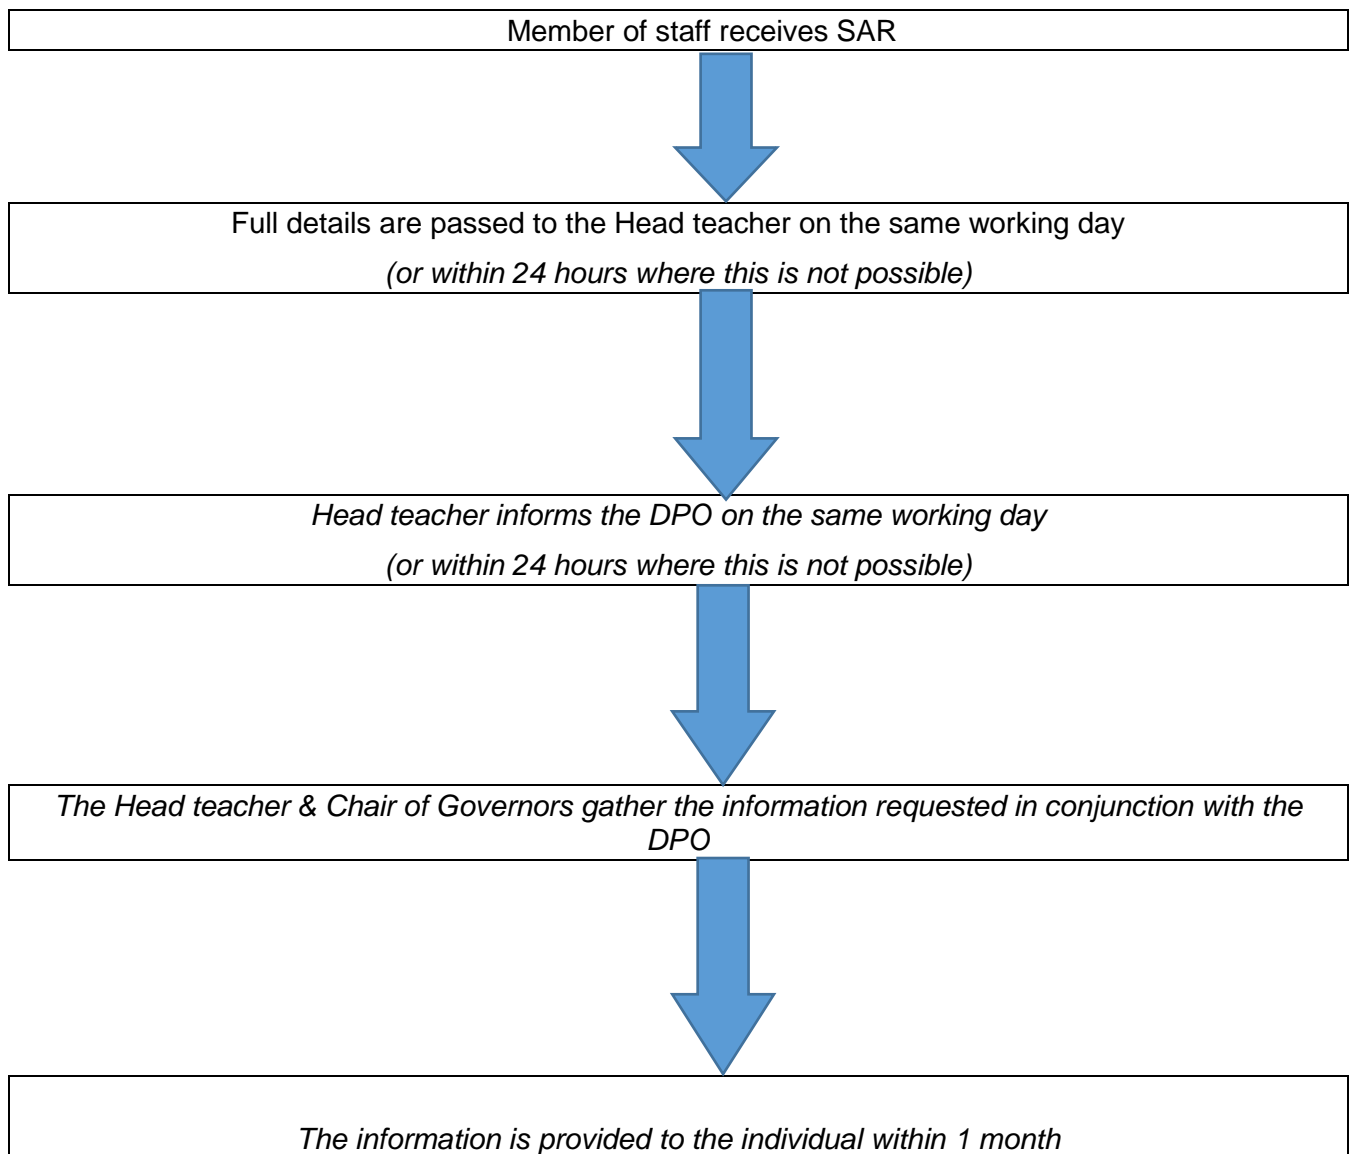 Member of staff receives SAR
Full details are passed to the Head teacher on the same working day
(or within 24 hours where this is not possible)
Head teacher informs the DPO on the same working day
(or within 24 hours where this is not possible)
The Head teacher & Chair of Governors gather the information requested in conjunction with the
DPO
The information is provided to the individual within 1 month